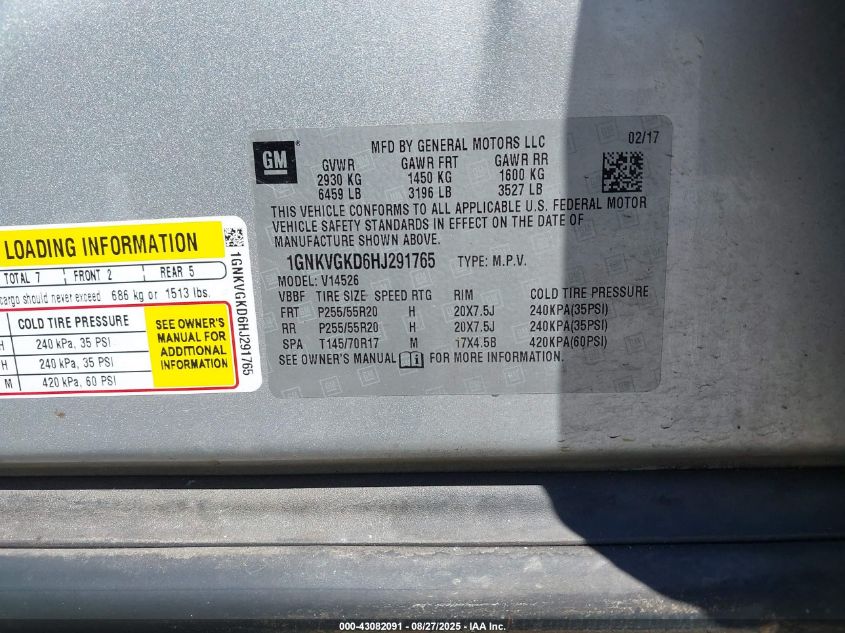 GM
MFD BY GENERAL MOTORS LLC 02/17
GVWR GAWR FRT GAWR RR
2930 KG 1450 KG 1600 KG
6459 LB 3196 LB 3527 LB
THIS VEHICLE CONFORMS TO ALL APPLICABLE U.S. FEDERAL MOTOR
VEHICLE SAFETY STANDARDS IN EFFECT ON THE DATE OF
MANUFACTURE SHOWN ABOVE.
1GNKVGKD6HJ291765 TYPE: M.P.V.
MODEL: V14526
VBBF TIRE SIZE SPEED RTG RIM COLD TIRE PRESSURE
FRT P255/55R20 H 20X7.5J 240KPA(35PSI)
RR P255/55R20 H 20X7.5J 240KPA(35PSI)
SPA T145/70R17 M 17X4.5B 420KPA(60PSI)
SEE OWNER'S MANUAL FOR MORE INFORMATION.
LOADING INFORMATION
TOTAL 7 FRONT 2 REAR 5
cargo should never exceed 686 kg or 1513 lbs.
COLD TIRE PRESSURE
H 240 kPa, 35 PSI
H 240 kPa, 35 PSI
M 420 kPa, 60 PSI
SEE OWNER'S
MANUAL FOR
ADDITIONAL
INFORMATION
1GNKVGKD6HJ291765
000-43082091 - 08/27/2025 - IAA Inc.